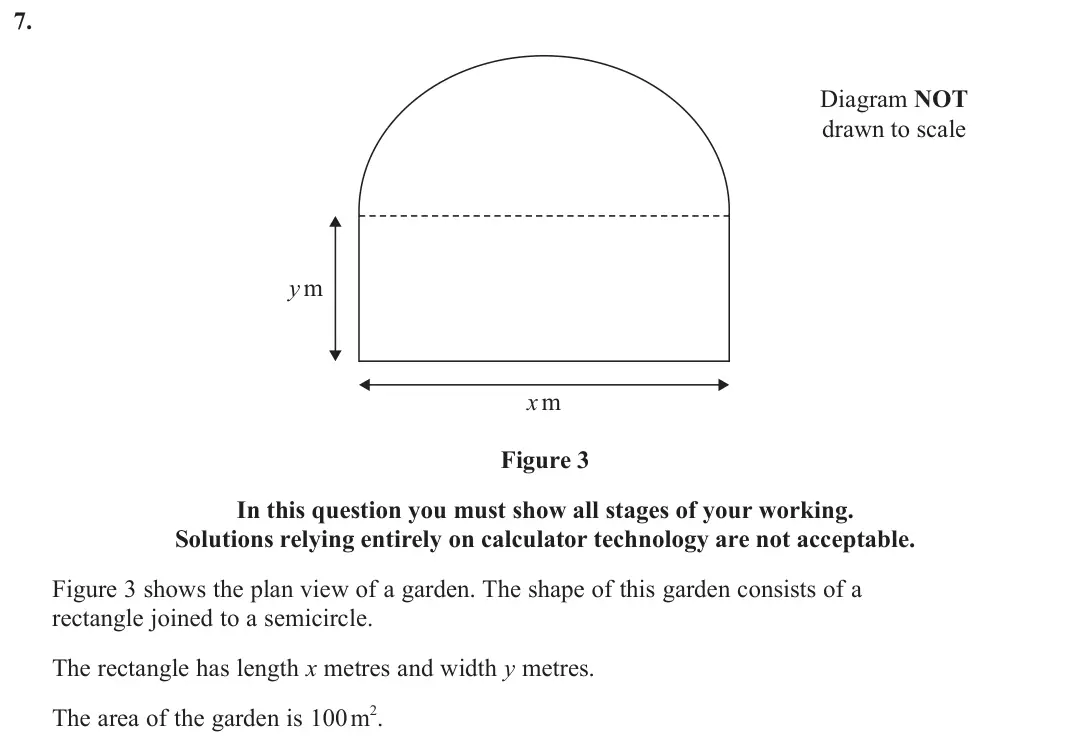 7.
Diagram NOT
drawn to scale
y m
x m
Figure 3
In this question you must show all stages of your working.
Solutions relying entirely on calculator technology are not acceptable.
Figure 3 shows the plan view of a garden. The shape of this garden consists of a
rectangle joined to a semicircle.
The rectangle has length x metres and width y metres.
The area of the garden is 100 m².